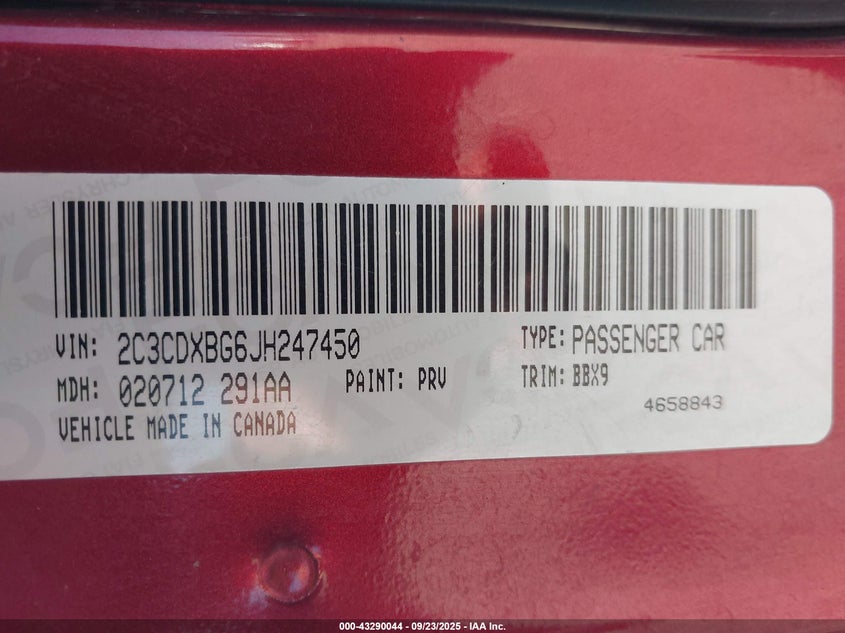 VIN: 2C3CDXBG6JH247450 TYPE: PASSENGER CAR
MDH: 020712 291AA PAINT: PRV TRIM: BBX9
4658843
VEHICLE MADE IN CANADA
000-43290044 - 09/23/2025 - IAA Inc.